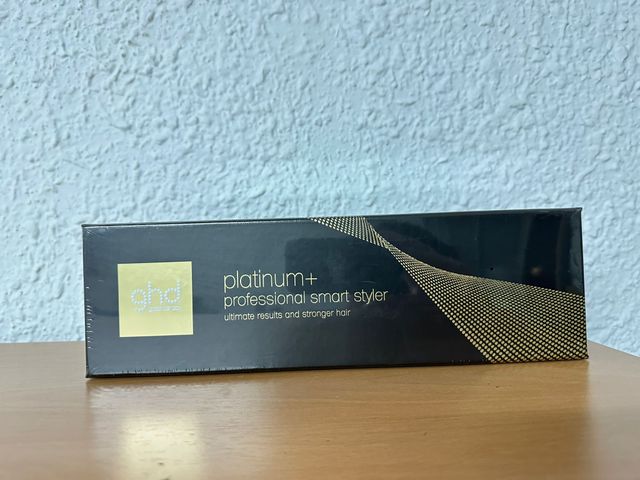 ghd
platinum+
professional smart styler
ultimate results and stronger hair